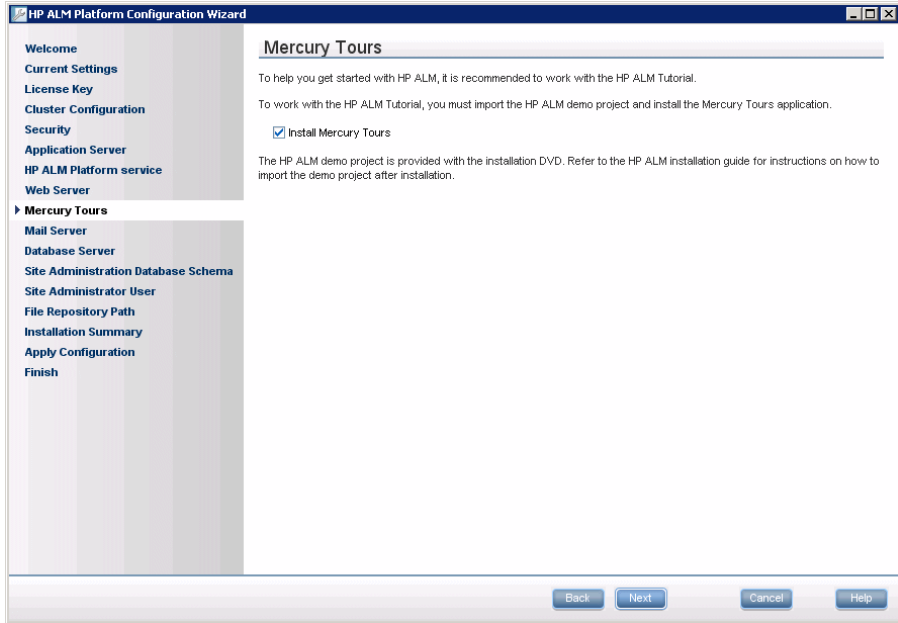 HP ALM Platform Configuration Wizard
Welcome
Current Settings
License Key
Cluster Configuration
Security
Application Server
HP ALM Platform service
Web Server
Mercury Tours
Mail Server
Database Server
Site Administration Database Schema
Site Administrator User
File Repository Path
Installation Summary
Apply Configuration
Finish
Mercury Tours
To help you get started with HP ALM, it is recommended to work with the HP ALM Tutorial.
To work with the HP ALM Tutorial, you must import the HP ALM demo project and install the Mercury Tours application.
Install Mercury Tours
The HP ALM demo project is provided with the installation DVD. Refer to the HP ALM installation guide for instructions on how to
import the demo project after installation.
Back Next Cancel Help